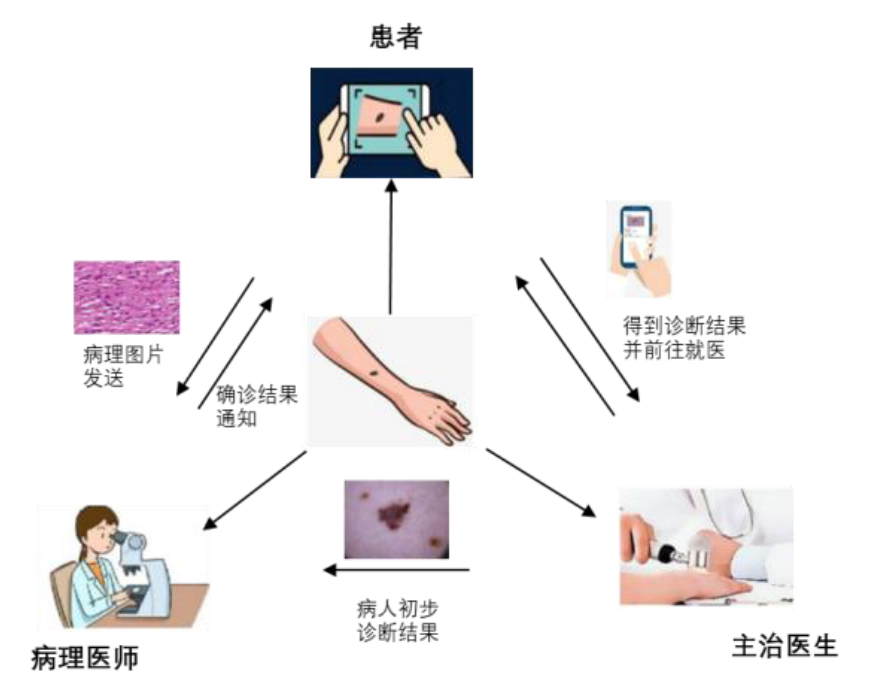 患者
病理图片
发送
确诊结果
通知
得到诊断结果
并前往就医
病人初步
诊断结果
病理医师
主治医生